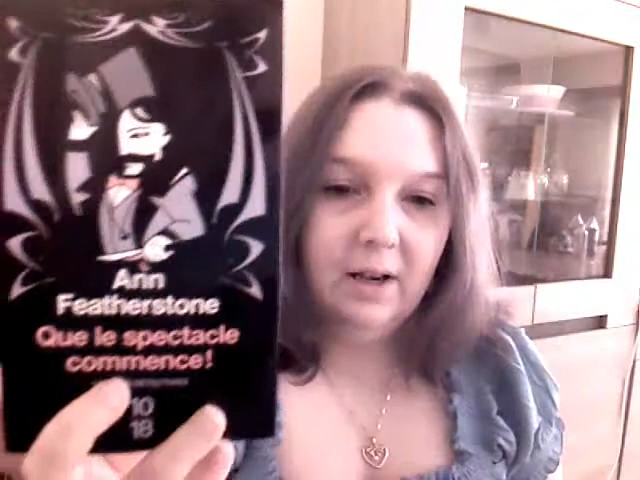 Ann
Featherstone
Que le spectacle
commence!
10
18